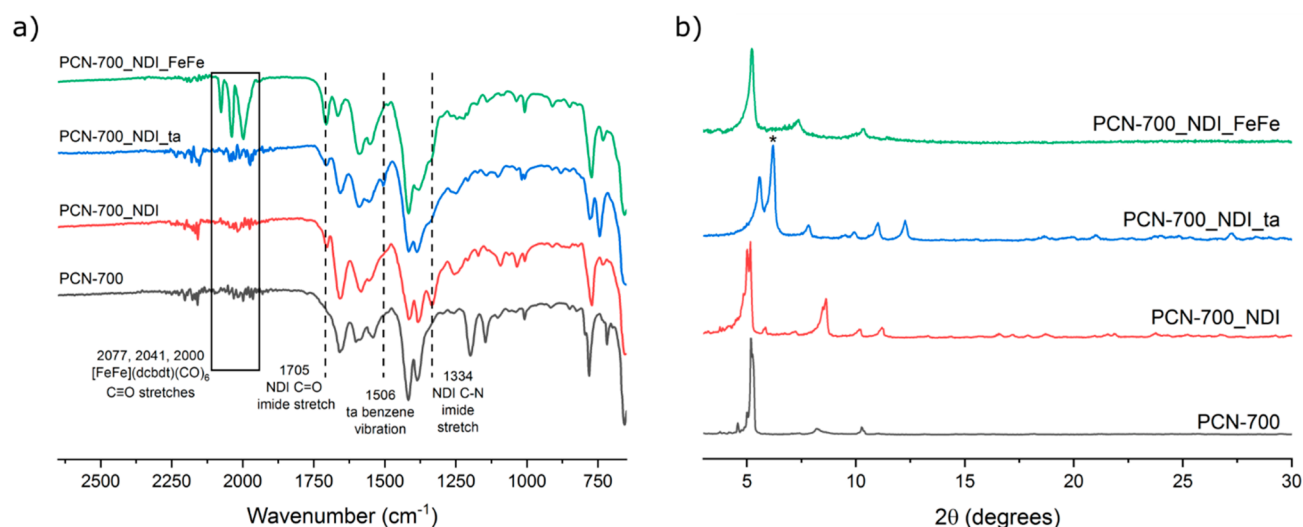 a)
PCN-700_NDI_FeFe
PCN-700_NDI_ta
PCN-700_NDI
PCN-700
2077, 2041, 2000
[FeFe](dcbdt)(CO)6
C≡O stretches
1705
NDI C=O
imide stretch
1506
ta benzene
vibration
1334
NDI C-N
imide
stretch
2500 2250 2000 1750 1500 1250 1000 750
Wavenumber (cm-1)
b)
PCN-700_NDI_FeFe
*
PCN-700_NDI_ta
PCN-700_NDI
PCN-700
5 10 15 20 25 30
2θ (degrees)